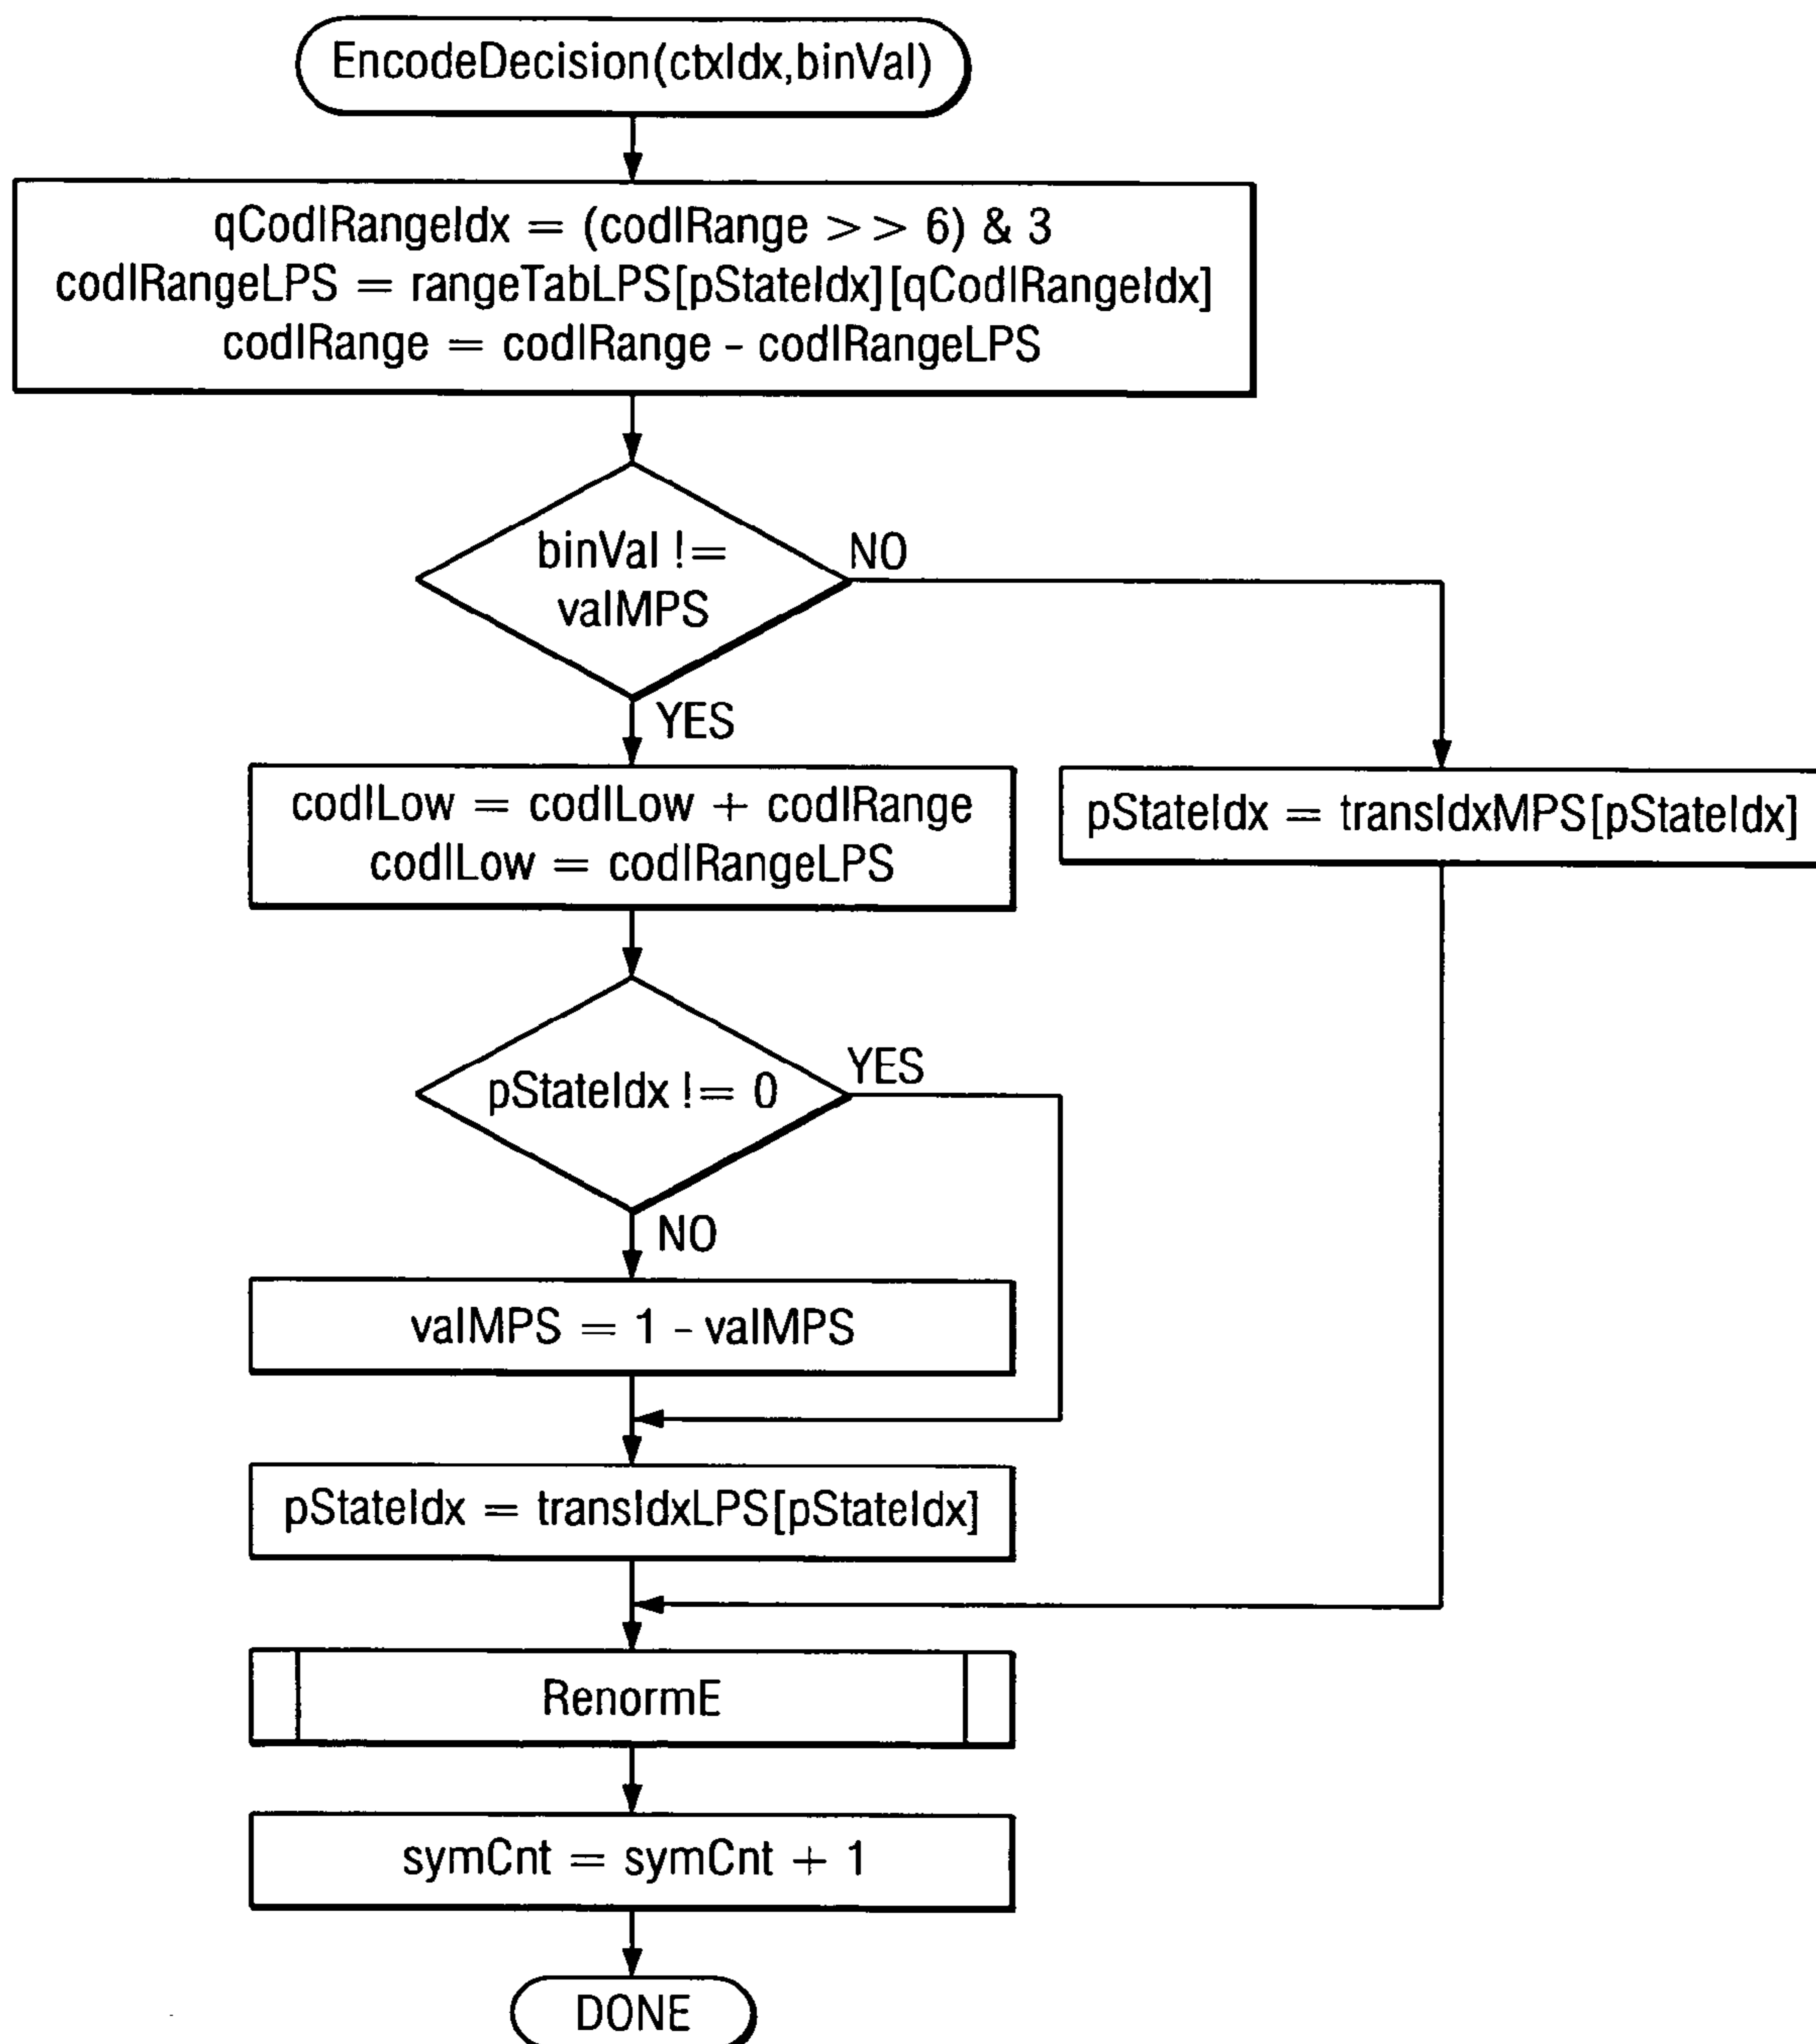 EncodeDecision(ctxIdx,binVal)
qCodIRangeIdx = (codIRange >> 6) & 3
codIRangeLPS = rangeTabLPS[pStateIdx][qCodIRangeIdx]
codIRange = codIRange - codIRangeLPS
binVal !=
valMPS
NO
YES
codILow = codILow + codIRange
codILow = codIRangeLPS
pStateIdx = transIdxMPS[pStateIdx]
pStateIdx != 0
YES
NO
valMPS = 1 - valMPS
pStateIdx = transIdxLPS[pStateIdx]
RenormE
symCnt = symCnt + 1
DONE